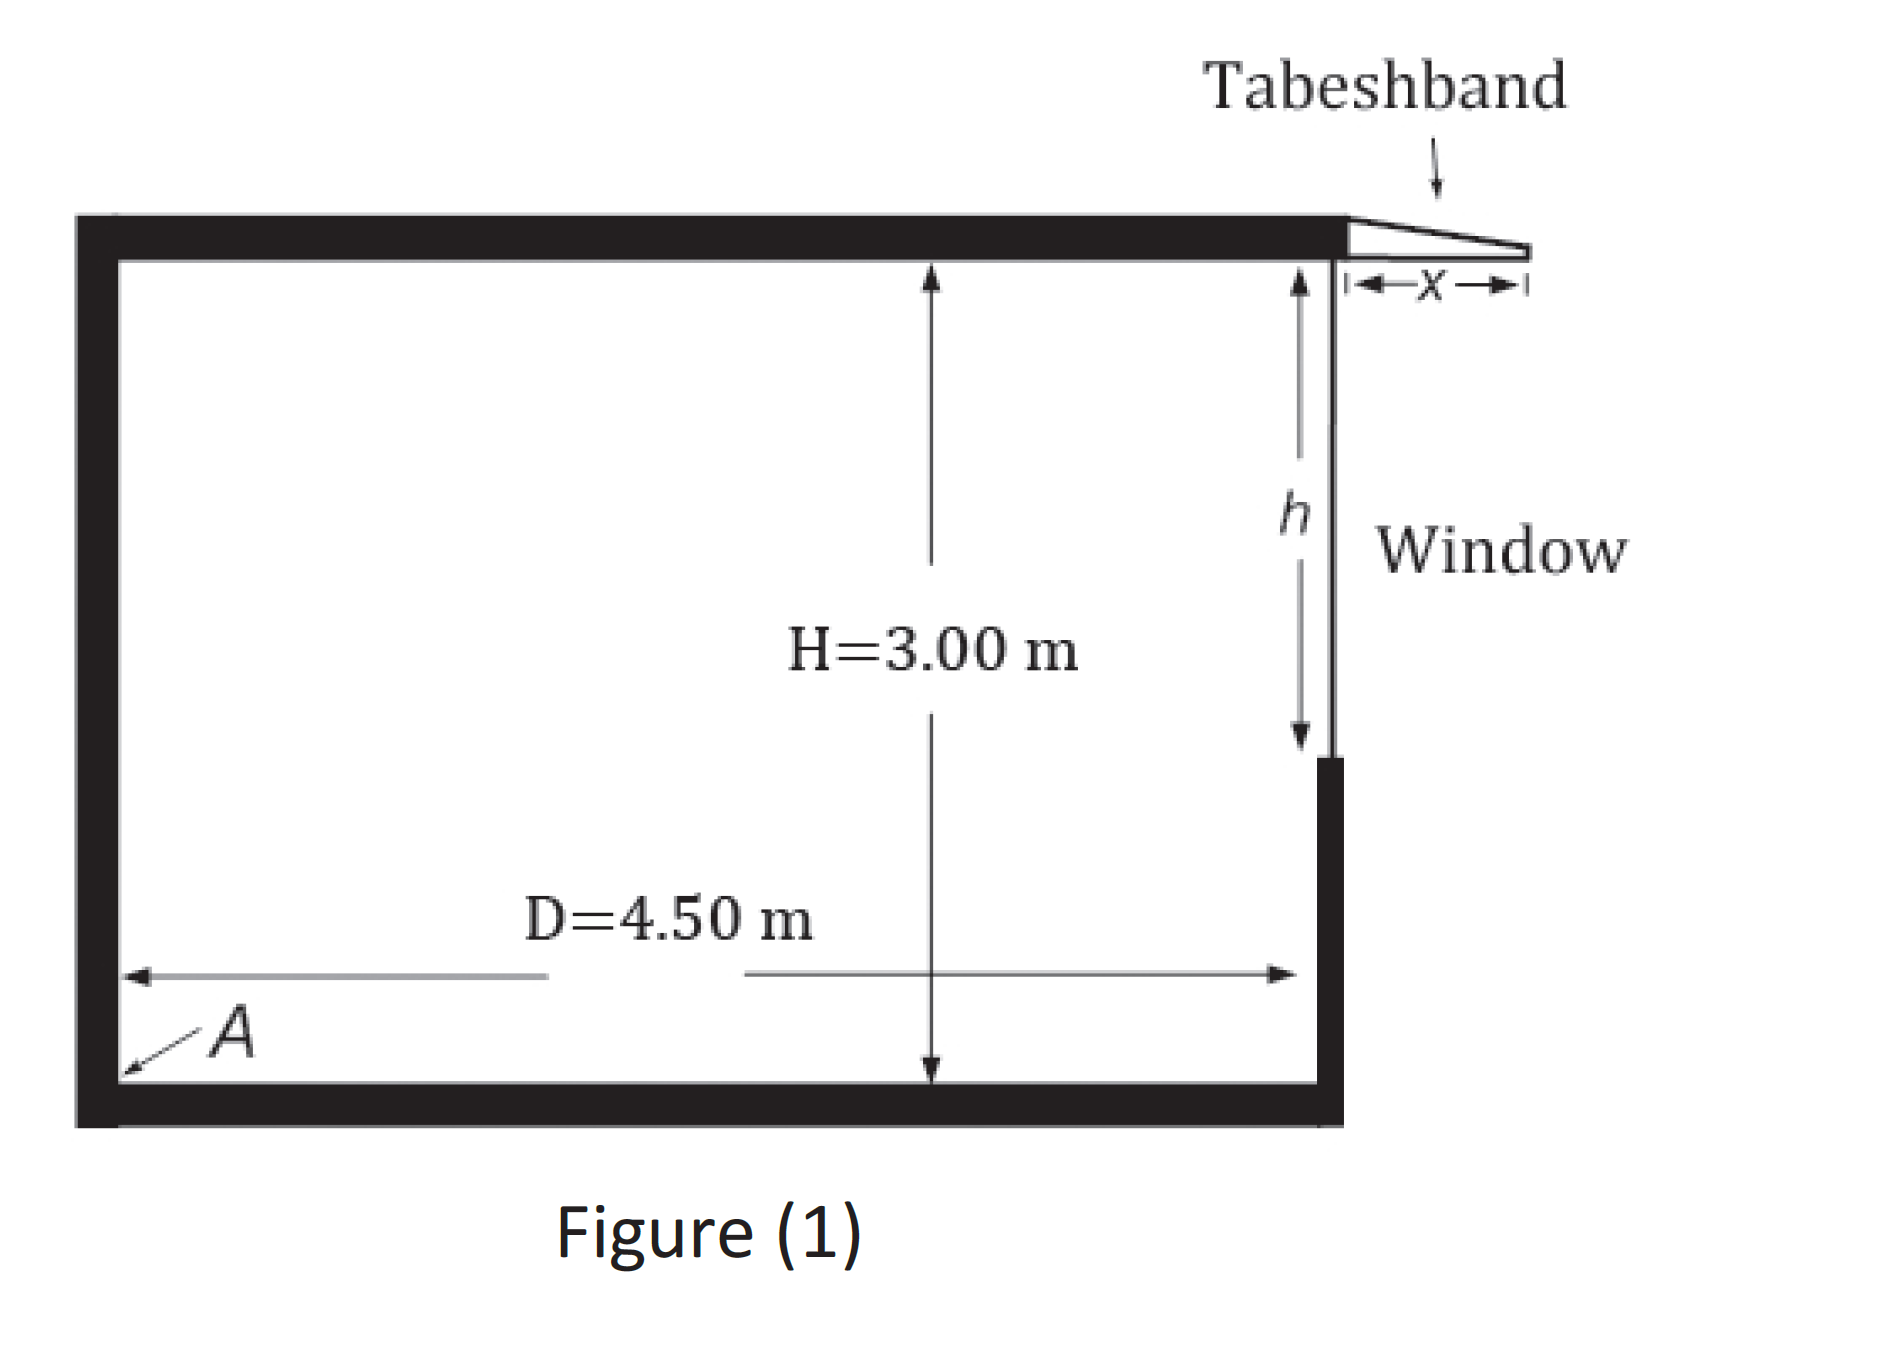 Tabeshband
x
h
Window
H=3.00 m
D=4.50 m
A
Figure (1)